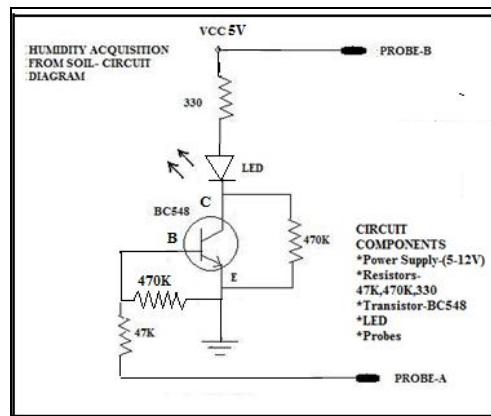 VCC 5V
HUMIDITY ACQUISITION
FROM SOIL- CIRCUIT
DIAGRAM
PROBE-B
330
LED
C
BC548
B
470K
E
470K
47K
CIRCUIT
COMPONENTS
*Power Supply-(5-12V)
*Resistors-
47K,470K,330
*Transistor-BC548
*LED
*Probes
PROBE-A